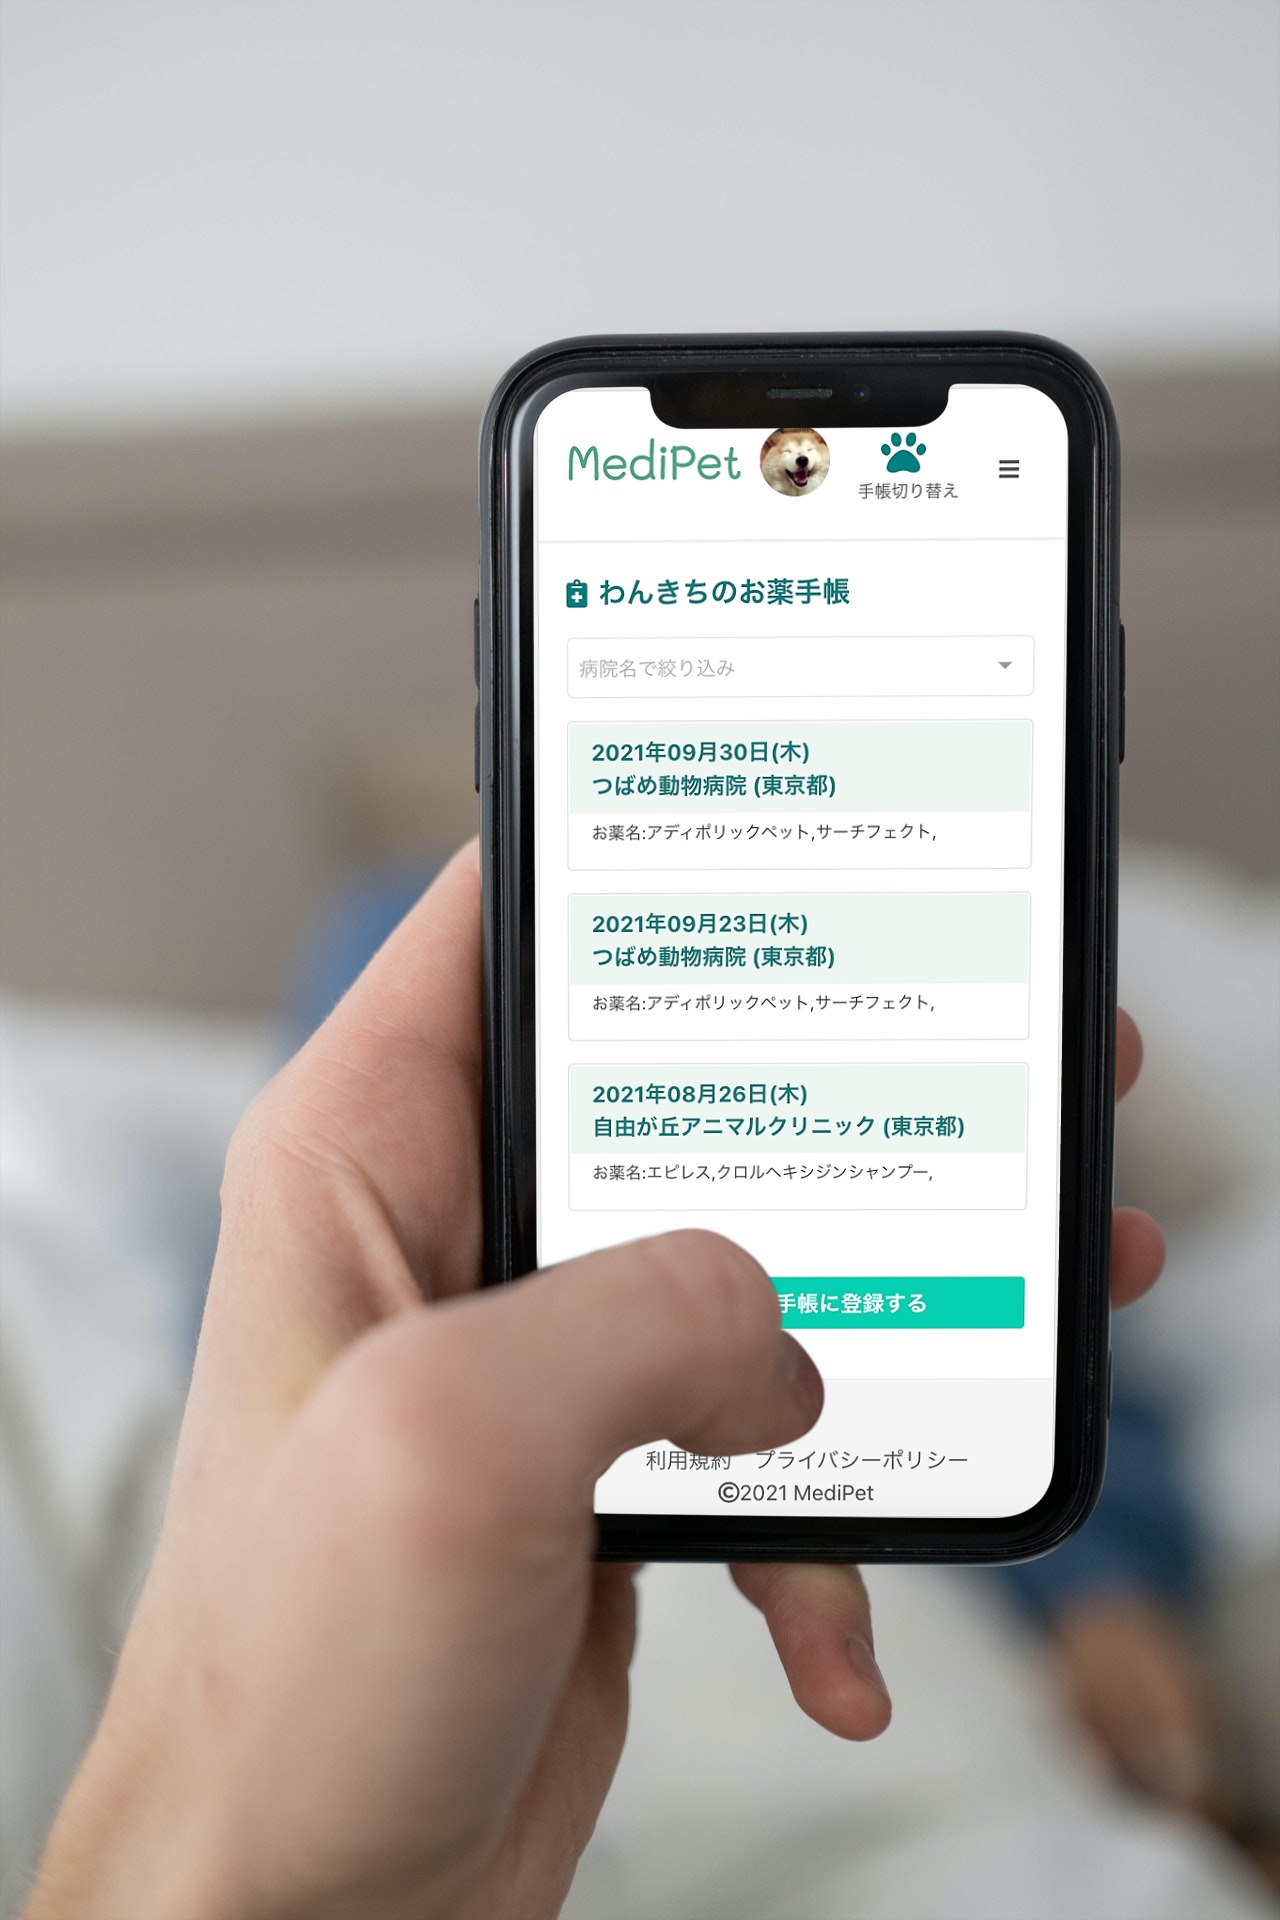 MediPet
手帳切り替え
わんきちのお薬手帳
病院名で絞り込み
2021年09月30日(木)
つばめ動物病院 (東京都)
お薬名:アディポリックペット,サーチフェクト,
2021年09月23日(木)
つばめ動物病院 (東京都)
お薬名:アディポリックペット,サーチフェクト,
2021年08月26日(木)
自由が丘アニマルクリニック (東京都)
お薬名:エピレス,クロルヘキシジンシャンプー,
手帳に登録する
利用規約 プライバシーポリシー
©2021 MediPet